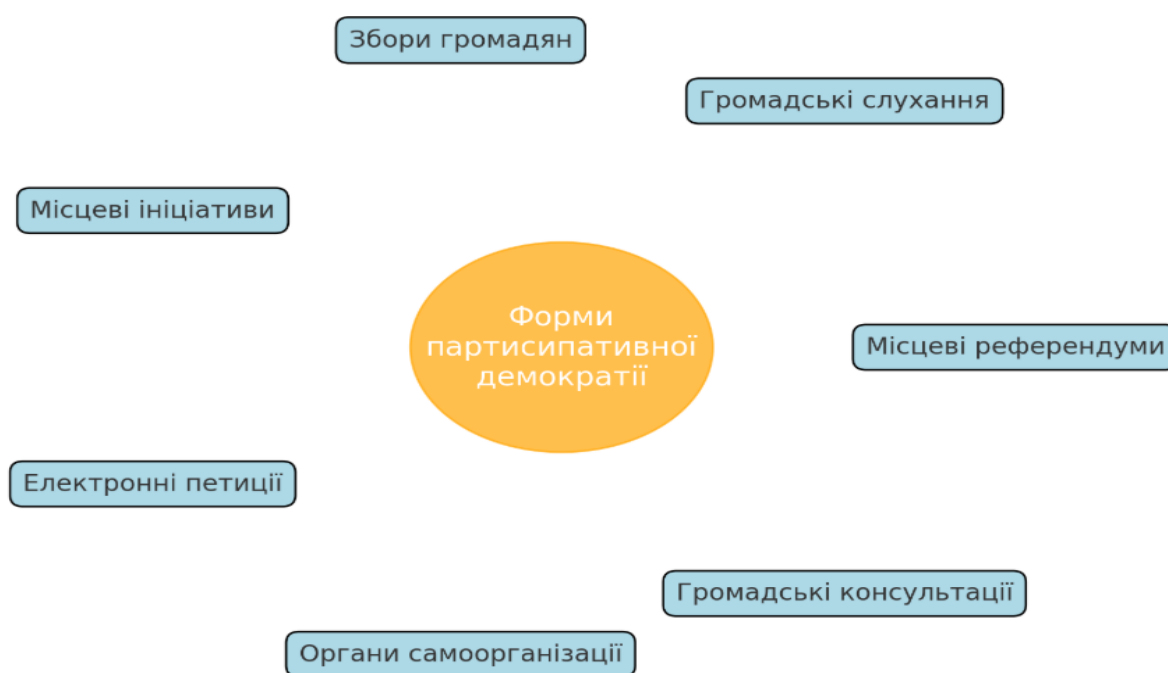 Збори громадян
Громадські слухання
Місцеві ініціативи
Форми
партисипативної
демократії
Місцеві референдуми
Електронні петиції
Громадські консультації
Органи самоорганізації